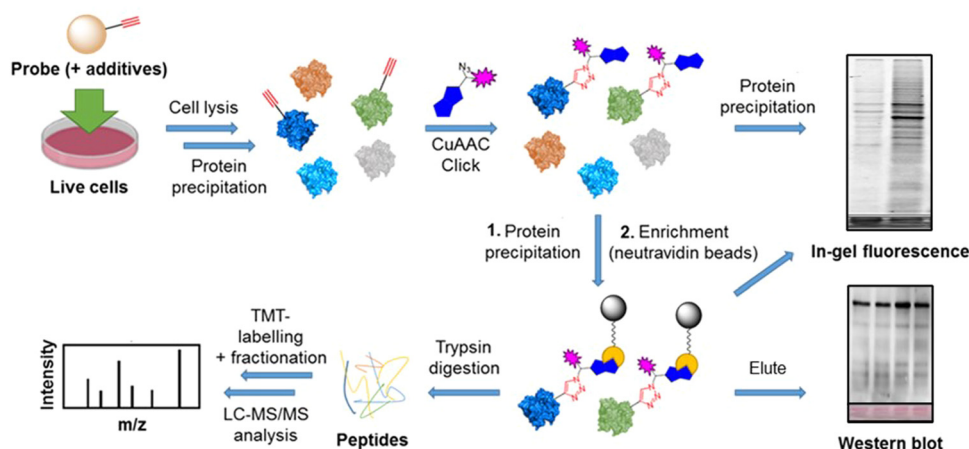 Probe (+ additives)
Live cells
Cell lysis
Protein
precipitation
N3
CuAAC
Click
Protein
precipitation
In-gel fluorescence
1. Protein
precipitation
2. Enrichment
(neutravidin beads)
Elute
Western blot
Trypsin
digestion
Peptides
TMT-
labelling
+ fractionation
LC-MS/MS
analysis
Intensity
m/z